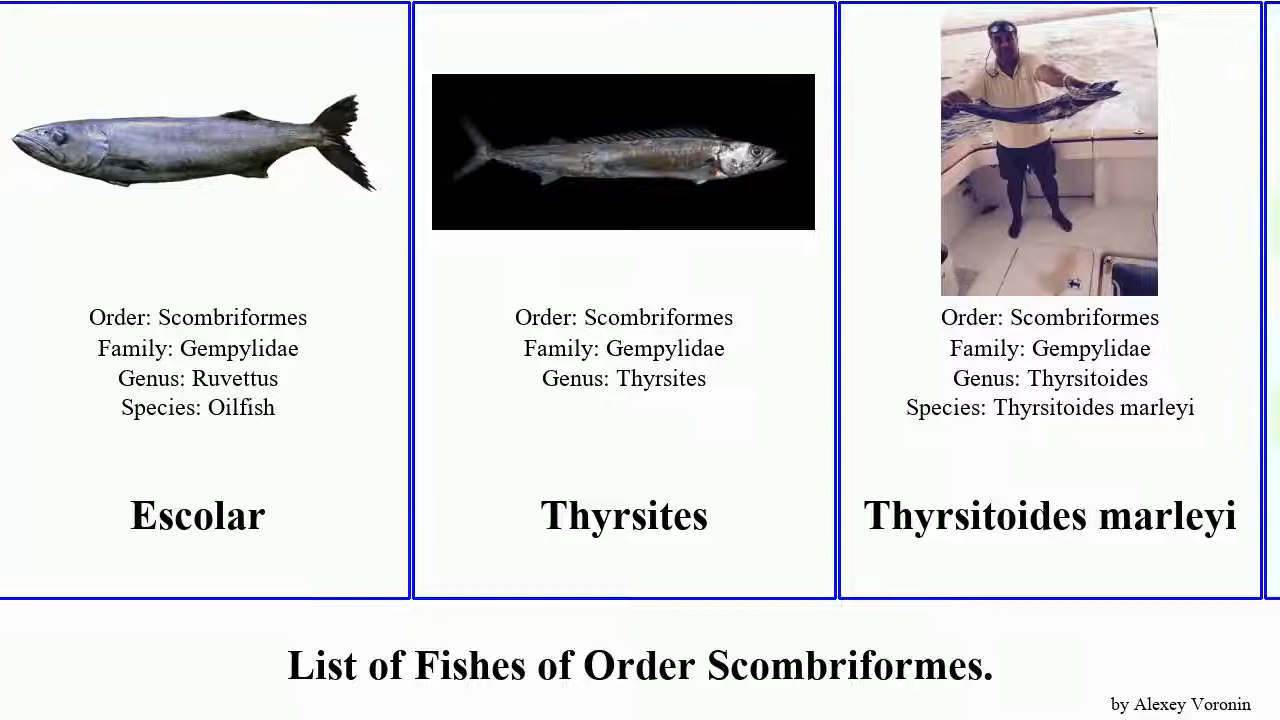 Order: Scombriformes
Family: Gempylidae
Genus: Ruvettus
Species: Oilfish
Escolar
Order: Scombriformes
Family: Gempylidae
Genus: Thyrsites
Thyrsites
Order: Scombriformes
Family: Gempylidae
Genus: Thyrsitoides
Species: Thyrsitoides marleyi
Thyrsitoides marleyi
List of Fishes of Order Scombriformes.
by Alexey Voronin